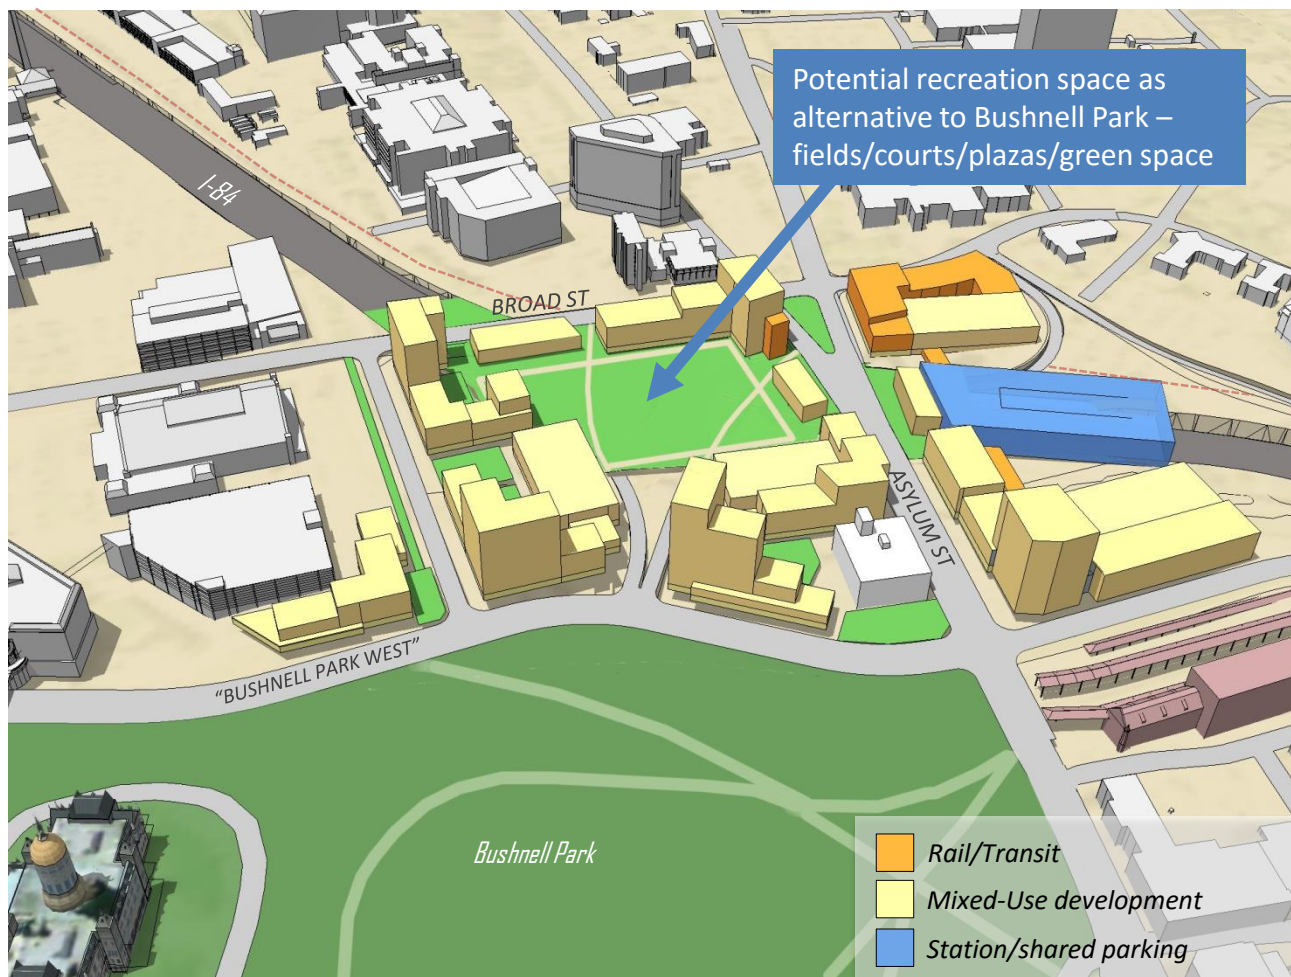 Potential recreation space as
alternative to Bushnell Park –
fields/courts/plazas/green space
I-84
BROAD ST
ASYLUM ST
"BUSHNELL PARK WEST"
Bushnell Park
Rail/Transit
Mixed-Use development
Station/shared parking